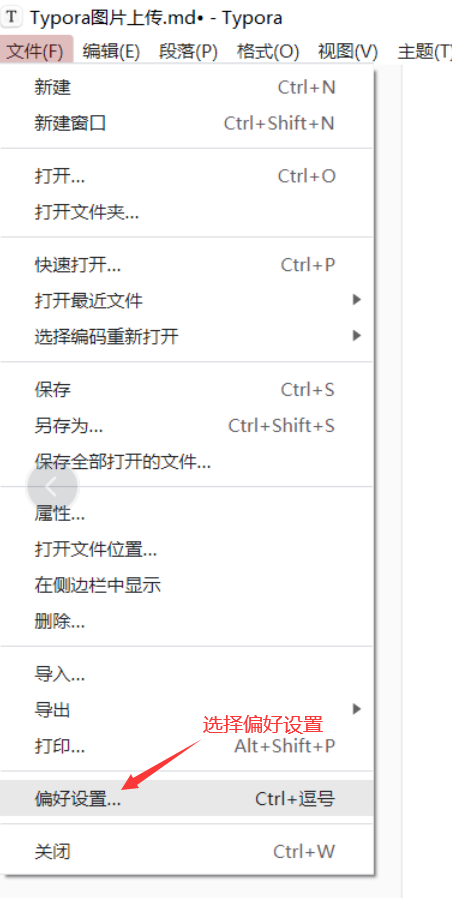 T Typora图片上传.md• - Typora
文件(F) 编辑(E) 段落(P) 格式(O) 视图(V) 主题(T)
新建 Ctrl+N
新建窗口 Ctrl+Shift+N
打开... Ctrl+O
打开文件夹...
快速打开... Ctrl+P
打开最近文件
选择编码重新打开
保存 Ctrl+S
另存为... Ctrl+Shift+S
保存全部打开的文件...
属性...
打开文件位置...
在侧边栏中显示
删除...
导入...
导出
选择偏好设置
打印... Alt+Shift+P
偏好设置... Ctrl+逗号
关闭 Ctrl+W